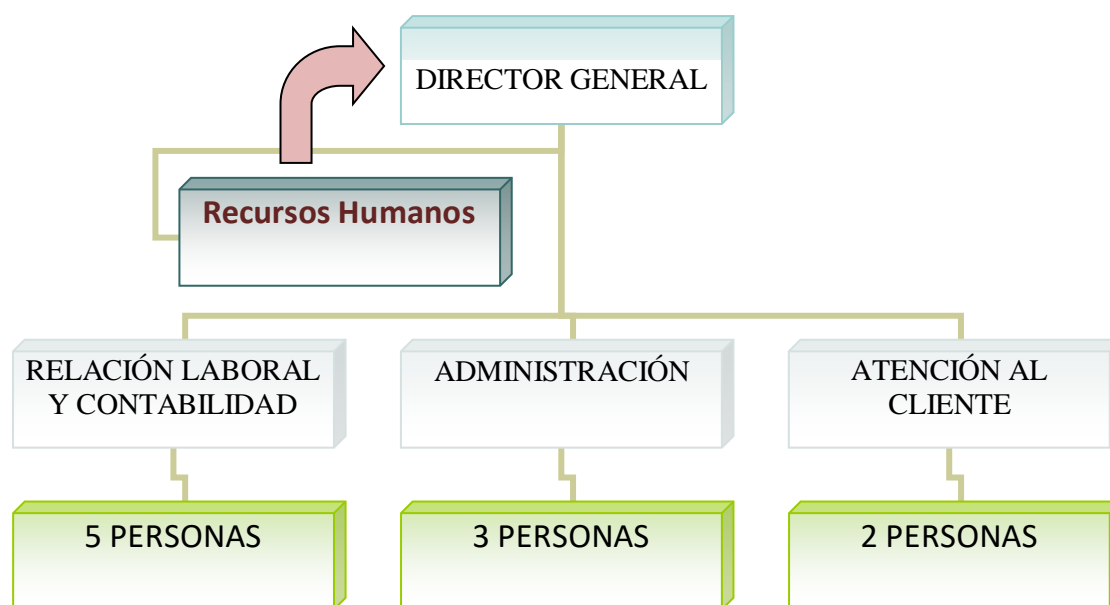 DIRECTOR GENERAL
Recursos Humanos
RELACIÓN LABORAL
Y CONTABILIDAD
ADMINISTRACIÓN
ATENCIÓN AL
CLIENTE
5 PERSONAS
3 PERSONAS
2 PERSONAS